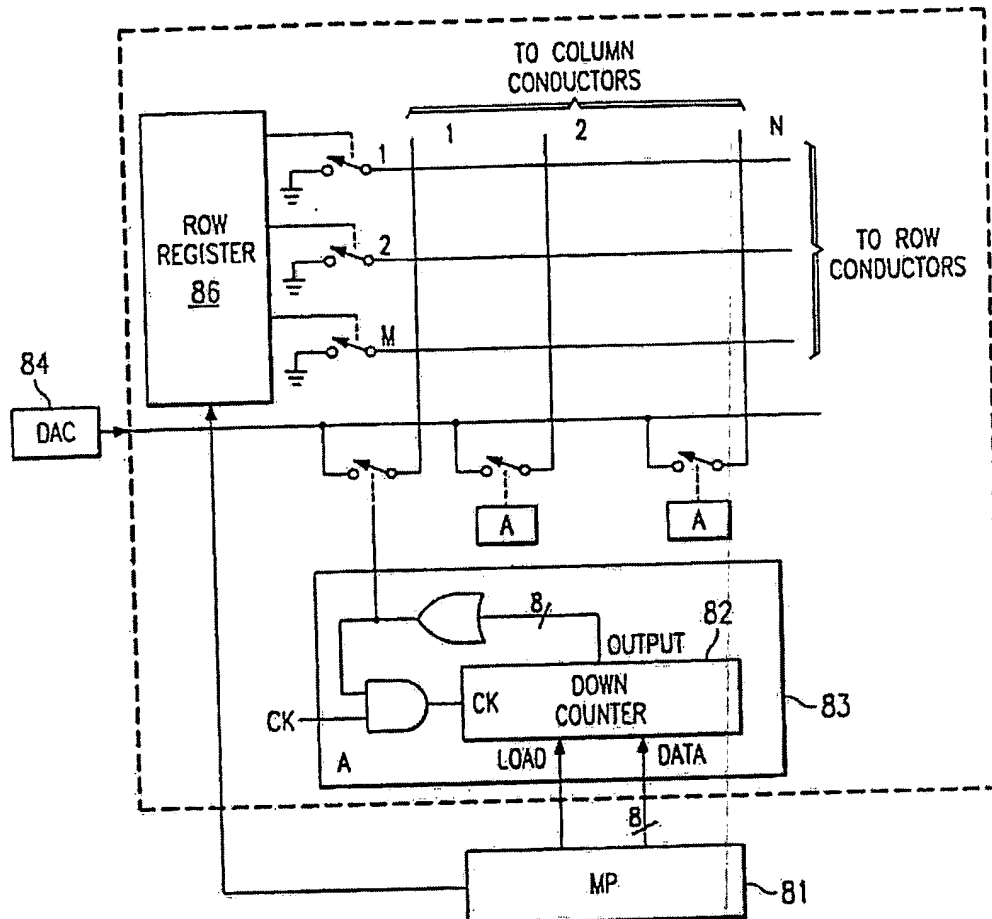 TO COLUMN
CONDUCTORS
1
2
N
ROW
REGISTER
86
1
2
M
TO ROW
CONDUCTORS
84
DAC
A
A
8
OUTPUT
82
CK
CK
DOWN
COUNTER
83
A
LOAD
DATA
8
MP
81